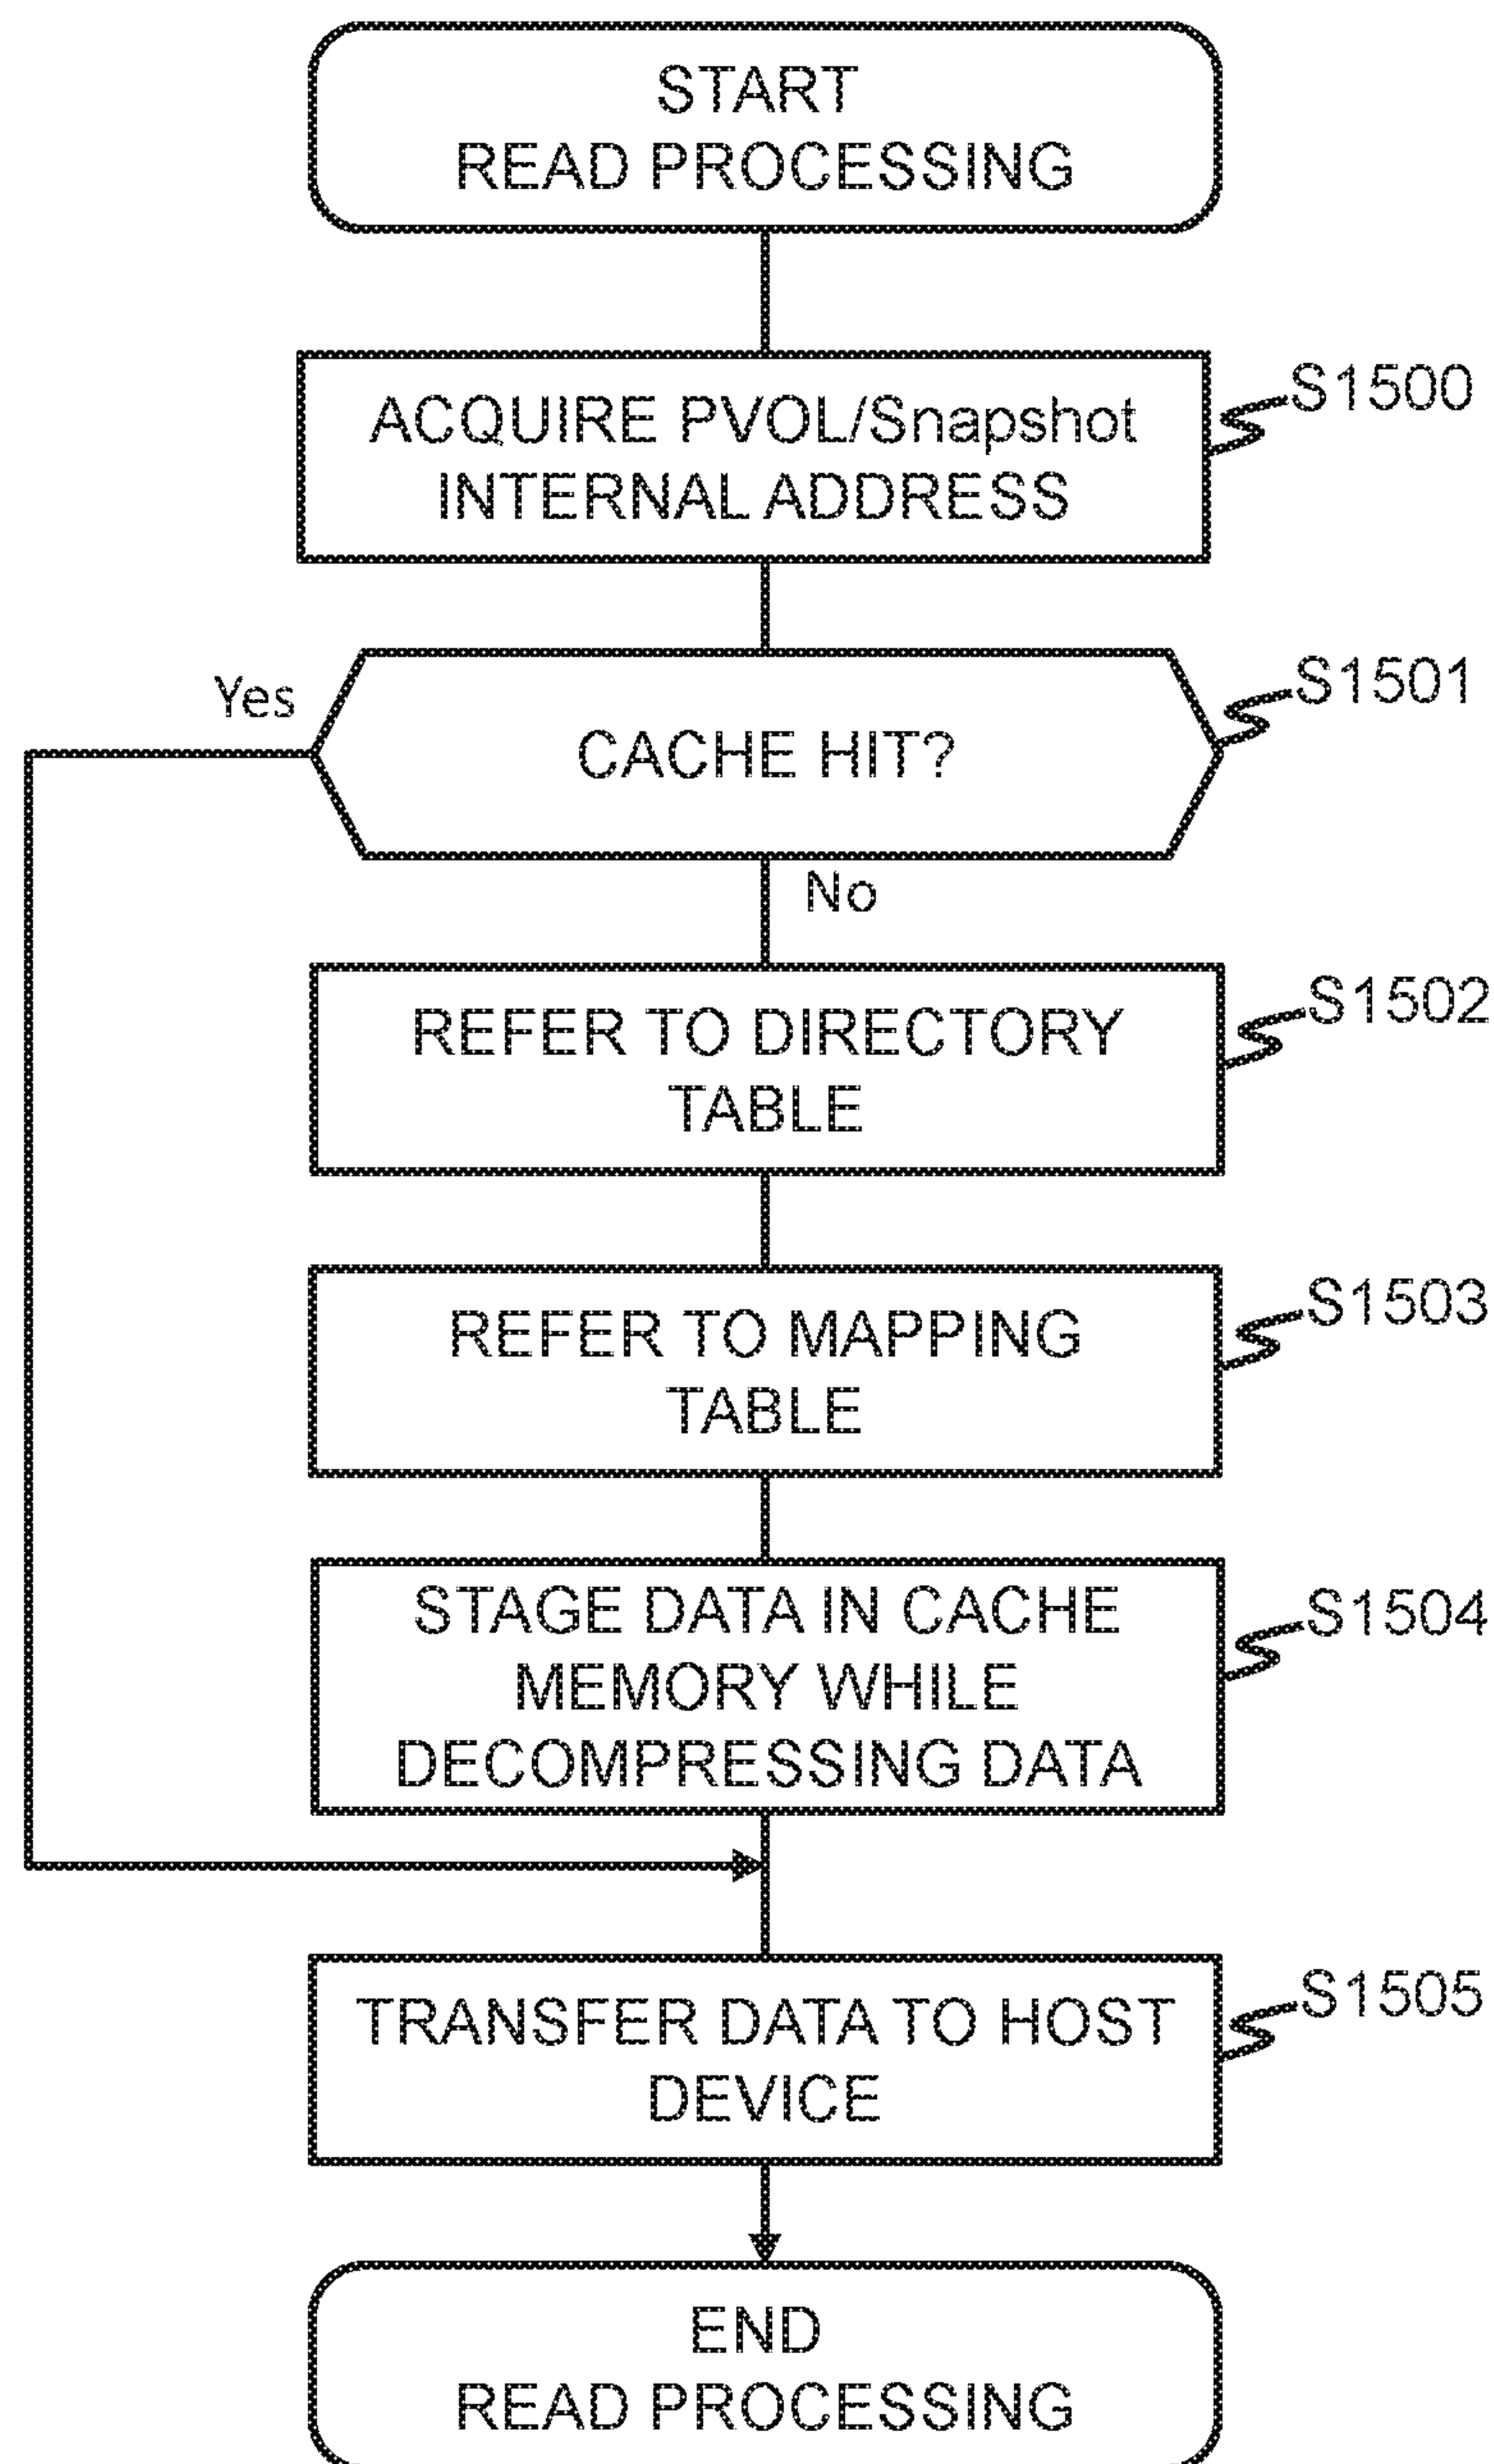 START
READ PROCESSING
ACQUIRE PVOL/Snapshot
INTERNAL ADDRESS
S1500
Yes
CACHE HIT?
S1501
No
REFER TO DIRECTORY
TABLE
S1502
REFER TO MAPPING
TABLE
S1503
STAGE DATA IN CACHE
MEMORY WHILE
DECOMPRESSING DATA
S1504
TRANSFER DATA TO HOST
DEVICE
S1505
END
READ PROCESSING